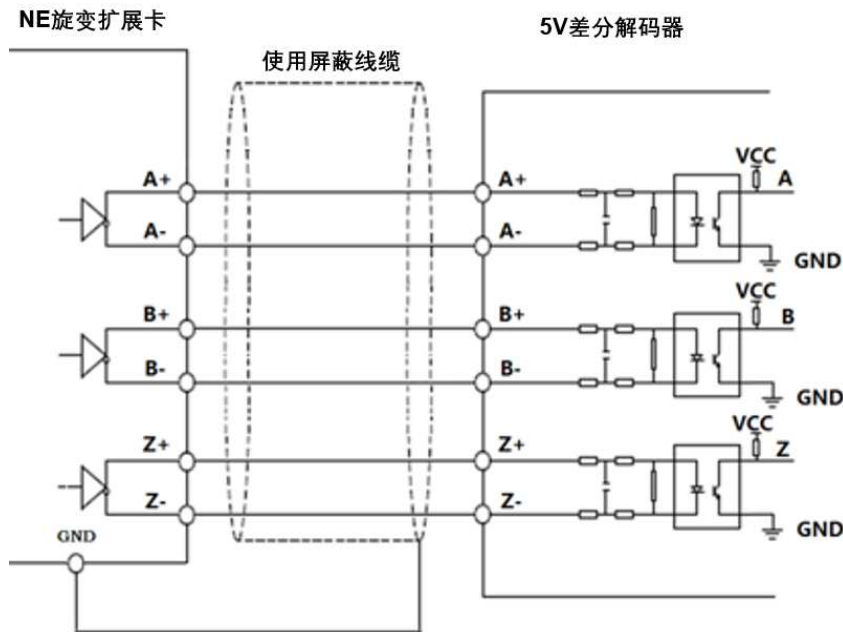 NE旋变扩展卡
5V差分解码器
使用屏蔽线缆
VCC
A+ A+ A
A- A-
GND
VCC
B+ B+ B
B- B-
GND
VCC
Z+ Z+ Z
Z- Z-
GND GND